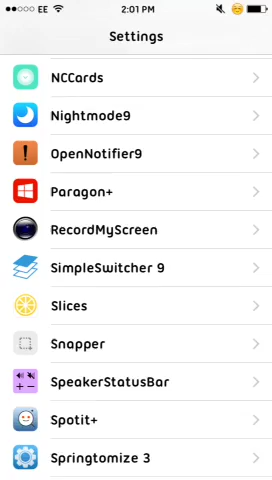 EE 2:01 PM
Settings
NCCards
Nightmode9
OpenNotifier9
Paragon+
RecordMyScreen
SimpleSwitcher 9
Slices
Snapper
SpeakerStatusBar
Spotit+
Springtomize 3